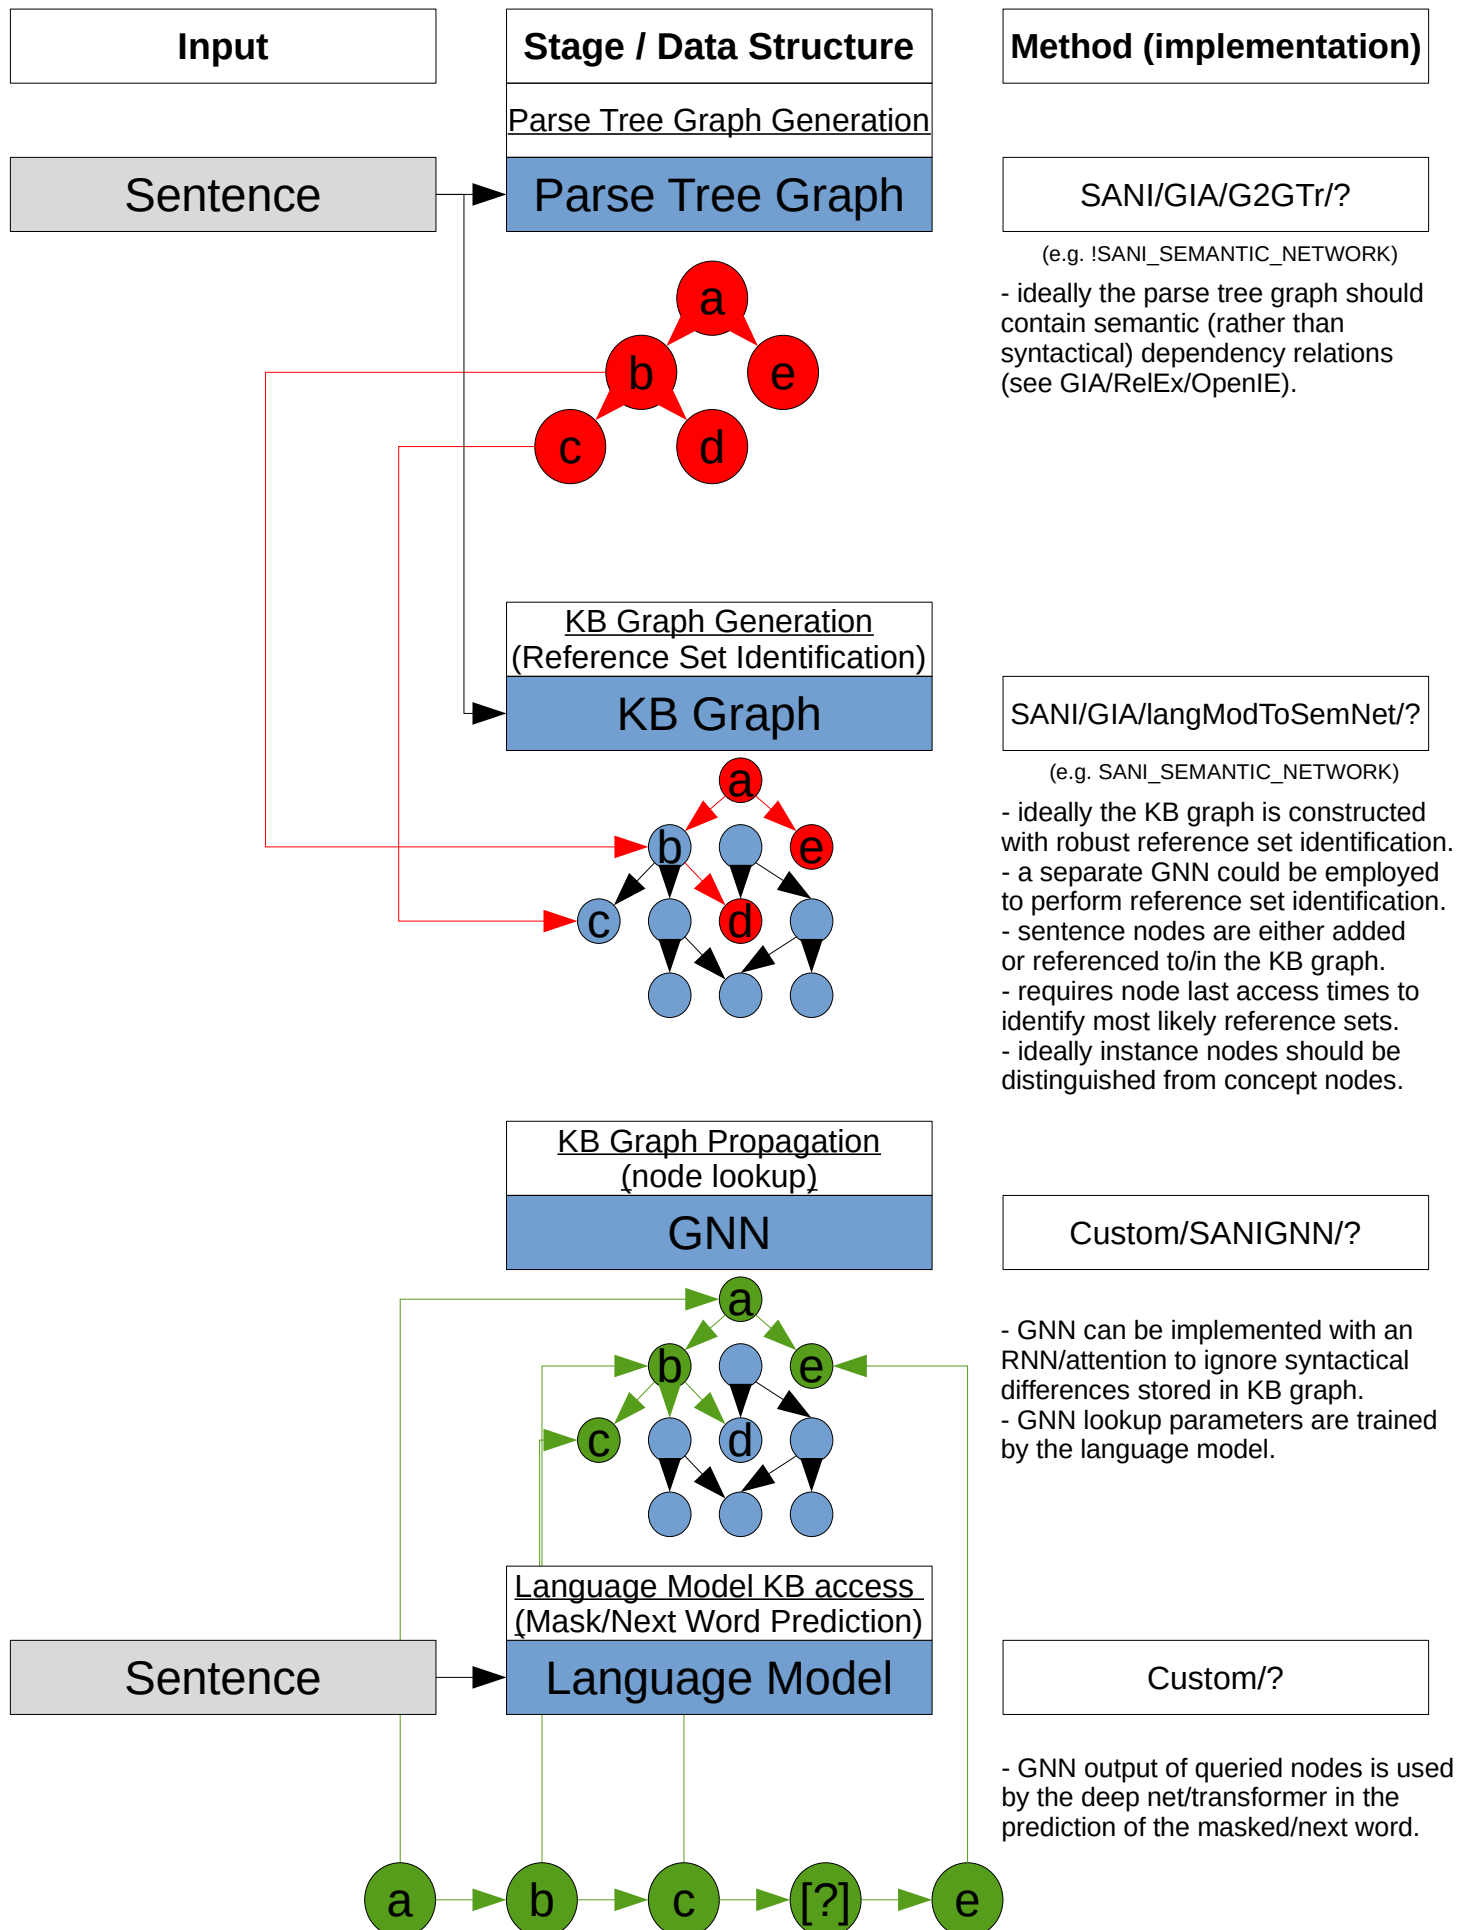 Input
Stage / Data Structure
Method (implementation)
Parse Tree Graph Generation
Sentence
Parse Tree Graph
SANI/GIA/G2GTr/?
(e.g. !SANI_SEMANTIC_NETWORK)
- ideally the parse tree graph should
contain semantic (rather than
syntactical) dependency relations
(see GIA/RelEx/OpenIE).
a
b
e
c
d
KB Graph Generation
(Reference Set Identification)
KB Graph
SANI/GIA/langModToSemNet/?
(e.g. SANI_SEMANTIC_NETWORK)
- ideally the KB graph is constructed
with robust reference set identification.
- a separate GNN could be employed
to perform reference set identification.
- sentence nodes are either added
or referenced to/in the KB graph.
- requires node last access times to
identify most likely reference sets.
- ideally instance nodes should be
distinguished from concept nodes.
a
b
e
c
d
KB Graph Propagation
(node lookup)
GNN
Custom/SANIGNN/?
- GNN can be implemented with an
RNN/attention to ignore syntactical
differences stored in KB graph.
- GNN lookup parameters are trained
by the language model.
a
b
e
c
d
Language Model KB access
(Mask/Next Word Prediction)
Sentence
Language Model
Custom/?
- GNN output of queried nodes is used
by the deep net/transformer in the
prediction of the masked/next word.
a
b
c
[?]
e